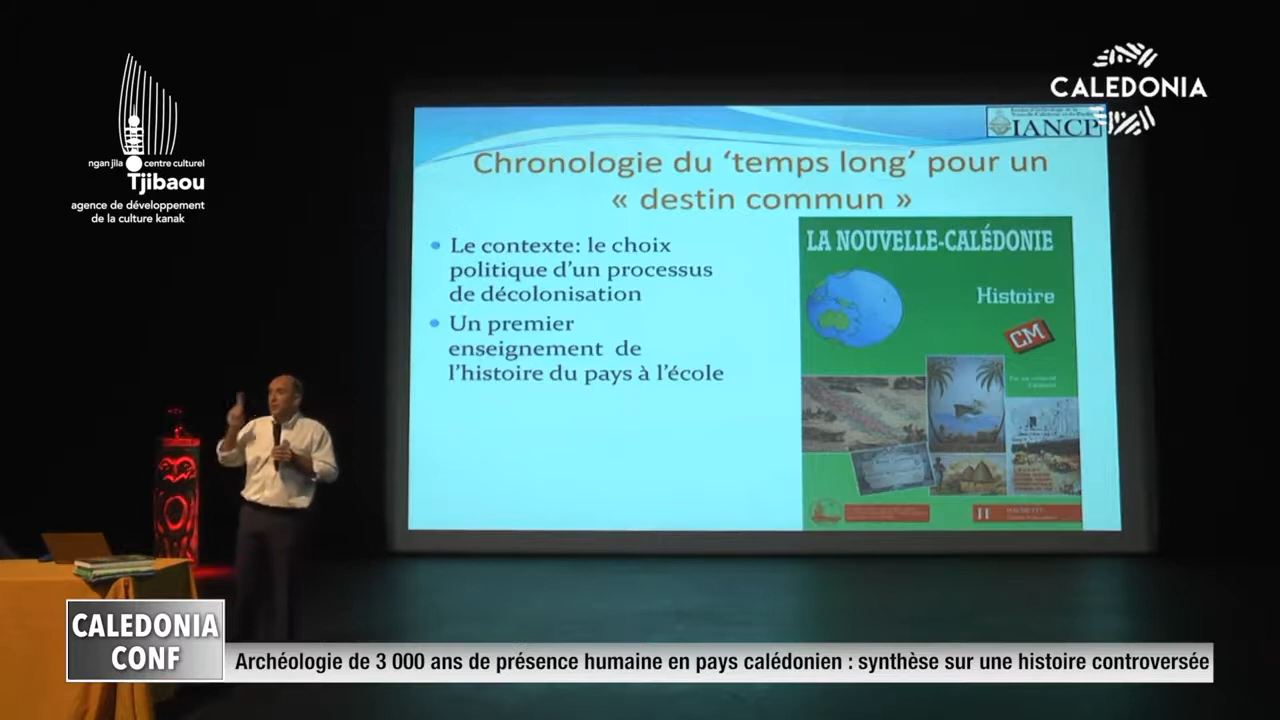 ngan jila centre culturel
Tjibaou
agence de développement
de la culture kanak
CALEDONIA
IANCP
Chronologie du ‘temps long’ pour un
« destin commun »
• Le contexte: le choix
politique d’un processus
de décolonisation
• Un premier
enseignement de
l’histoire du pays à l’école
LA NOUVELLE-CALÉDONIE
Histoire
CM
CALEDONIA
CONF
Archéologie de 3 000 ans de présence humaine en pays calédonien : synthèse sur une histoire controversée